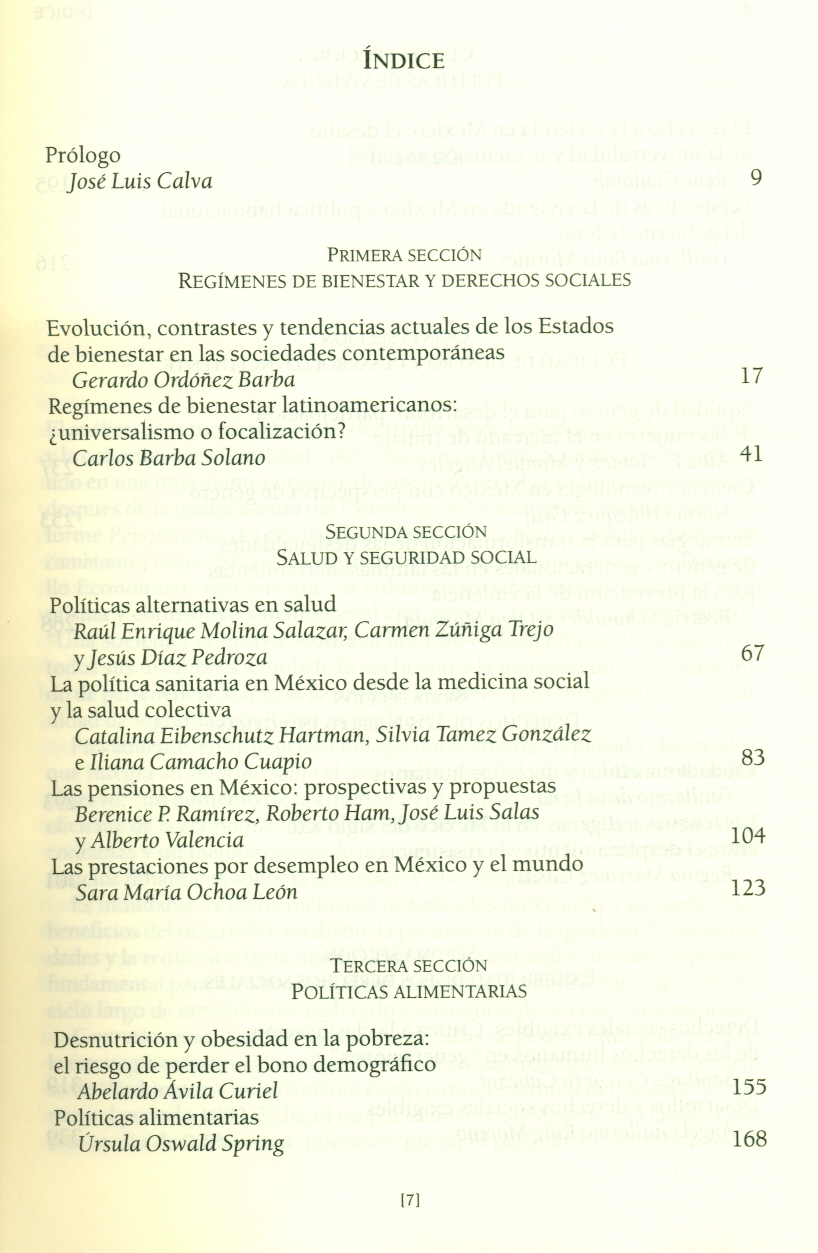 ÍNDICE
Prólogo
José Luis Calva 9
PRIMERA SECCIÓN
REGÍMENES DE BIENESTAR Y DERECHOS SOCIALES
Evolución, contrastes y tendencias actuales de los Estados
de bienestar en las sociedades contemporáneas
Gerardo Ordóñez Barba 17
Regímenes de bienestar latinoamericanos:
¿universalismo o focalización?
Carlos Barba Solano 41
SEGUNDA SECCIÓN
SALUD Y SEGURIDAD SOCIAL
Políticas alternativas en salud
Raúl Enrique Molina Salazar, Carmen Zúñiga Trejo
y Jesús Díaz Pedroza 67
La política sanitaria en México desde la medicina social
y la salud colectiva
Catalina Eibenschutz Hartman, Silvia Tamez González
e Iliana Camacho Cuapio 83
Las pensiones en México: prospectivas y propuestas
Berenice P. Ramírez, Roberto Ham, José Luis Salas
y Alberto Valencia 104
Las prestaciones por desempleo en México y el mundo
Sara María Ochoa León 123
TERCERA SECCIÓN
POLÍTICAS ALIMENTARIAS
Desnutrición y obesidad en la pobreza:
el riesgo de perder el bono demográfico
Abelardo Ávila Curiel 155
Políticas alimentarias
Úrsula Oswald Spring 168
[7]